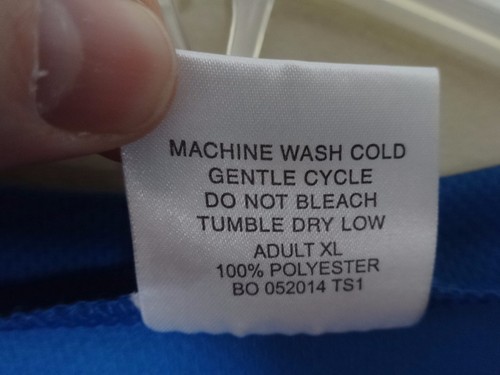 MACHINE WASH COLD
GENTLE CYCLE
DO NOT BLEACH
TUMBLE DRY LOW
ADULT XL
100% POLYESTER
BO 052014 TS1